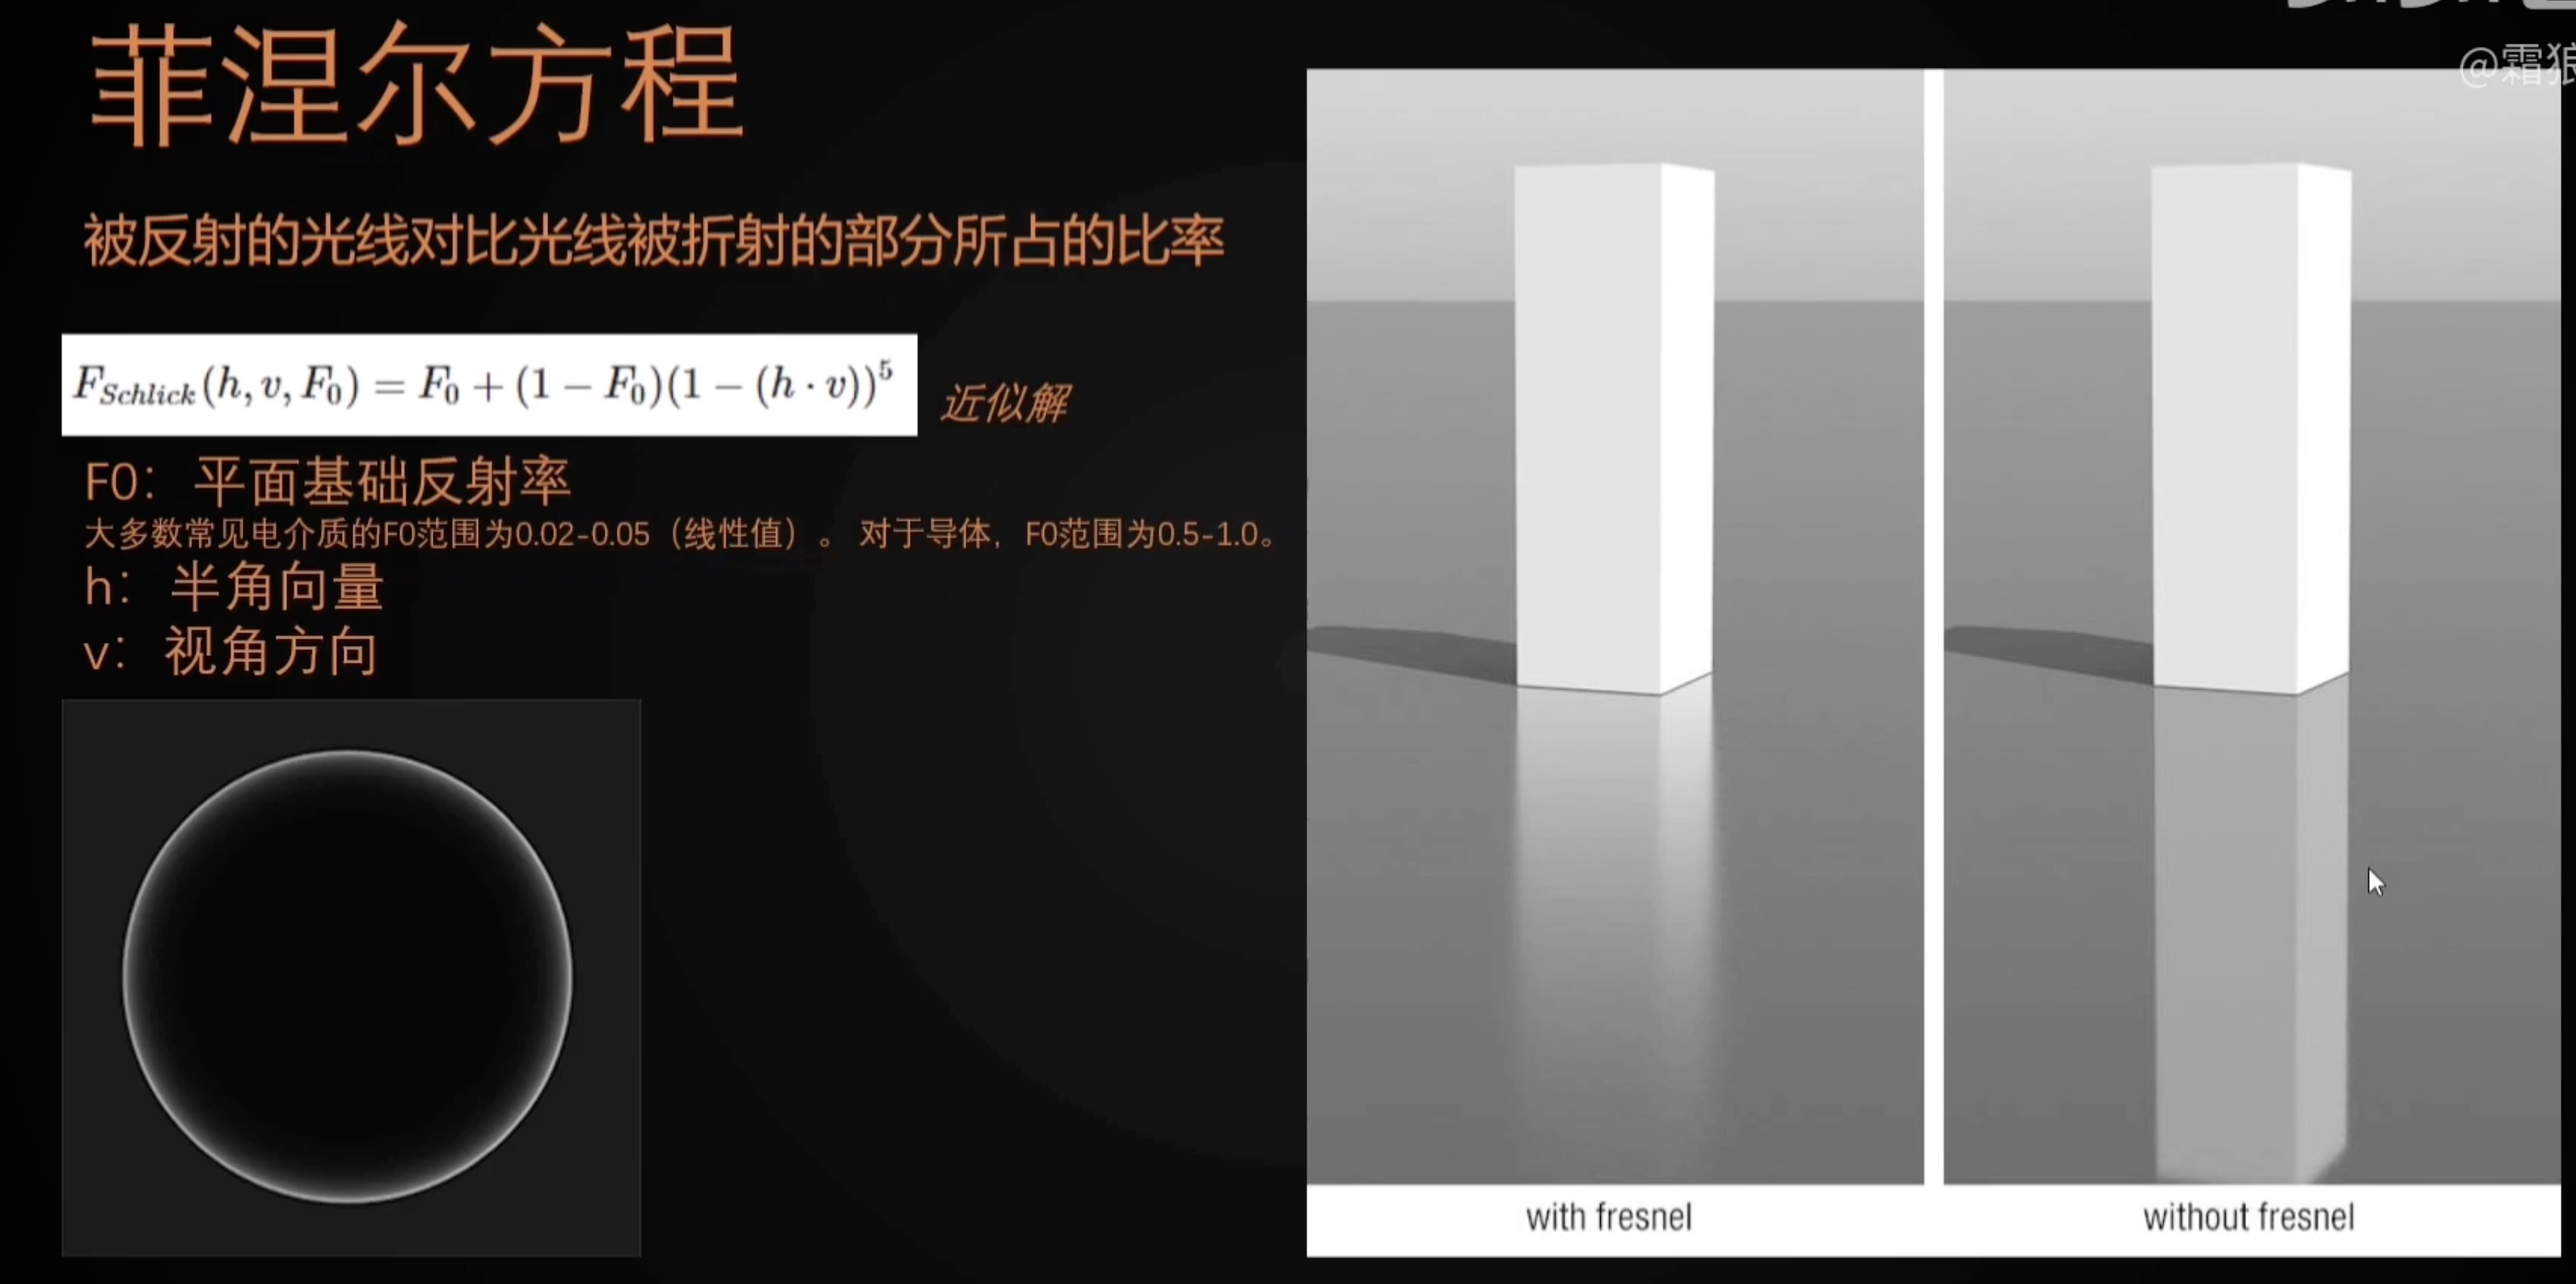 菲涅尔方程
被反射的光线对比光线被折射的部分所占的比率
F_{Schlick}(h, v, F_0) = F_0 + (1 − F_0)(1 − (h · v))^5
近似解
F0：平面基础反射率
大多数常见电介质的F0范围为0.02-0.05（线性值）。对于导体，F0范围为0.5-1.0。
h：半角向量
v：视角方向
with fresnel
without fresnel
@霜狼